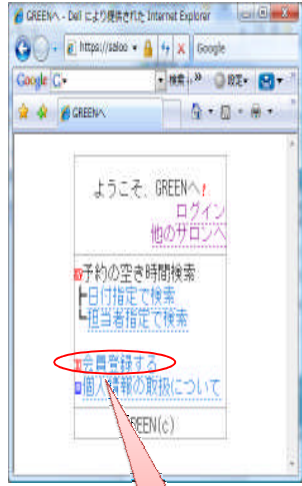 GREENへ - Dell により提供された Internet Explorer
https://saloo
Google
Google G
検索
設定
GREENへ
ようこそ、GREENへ!
ログイン
他のサロンへ
予約の空き時間検索
日付指定で検索
担当者指定で検索
会員登録する
個人情報の取扱について
GREEN(c)